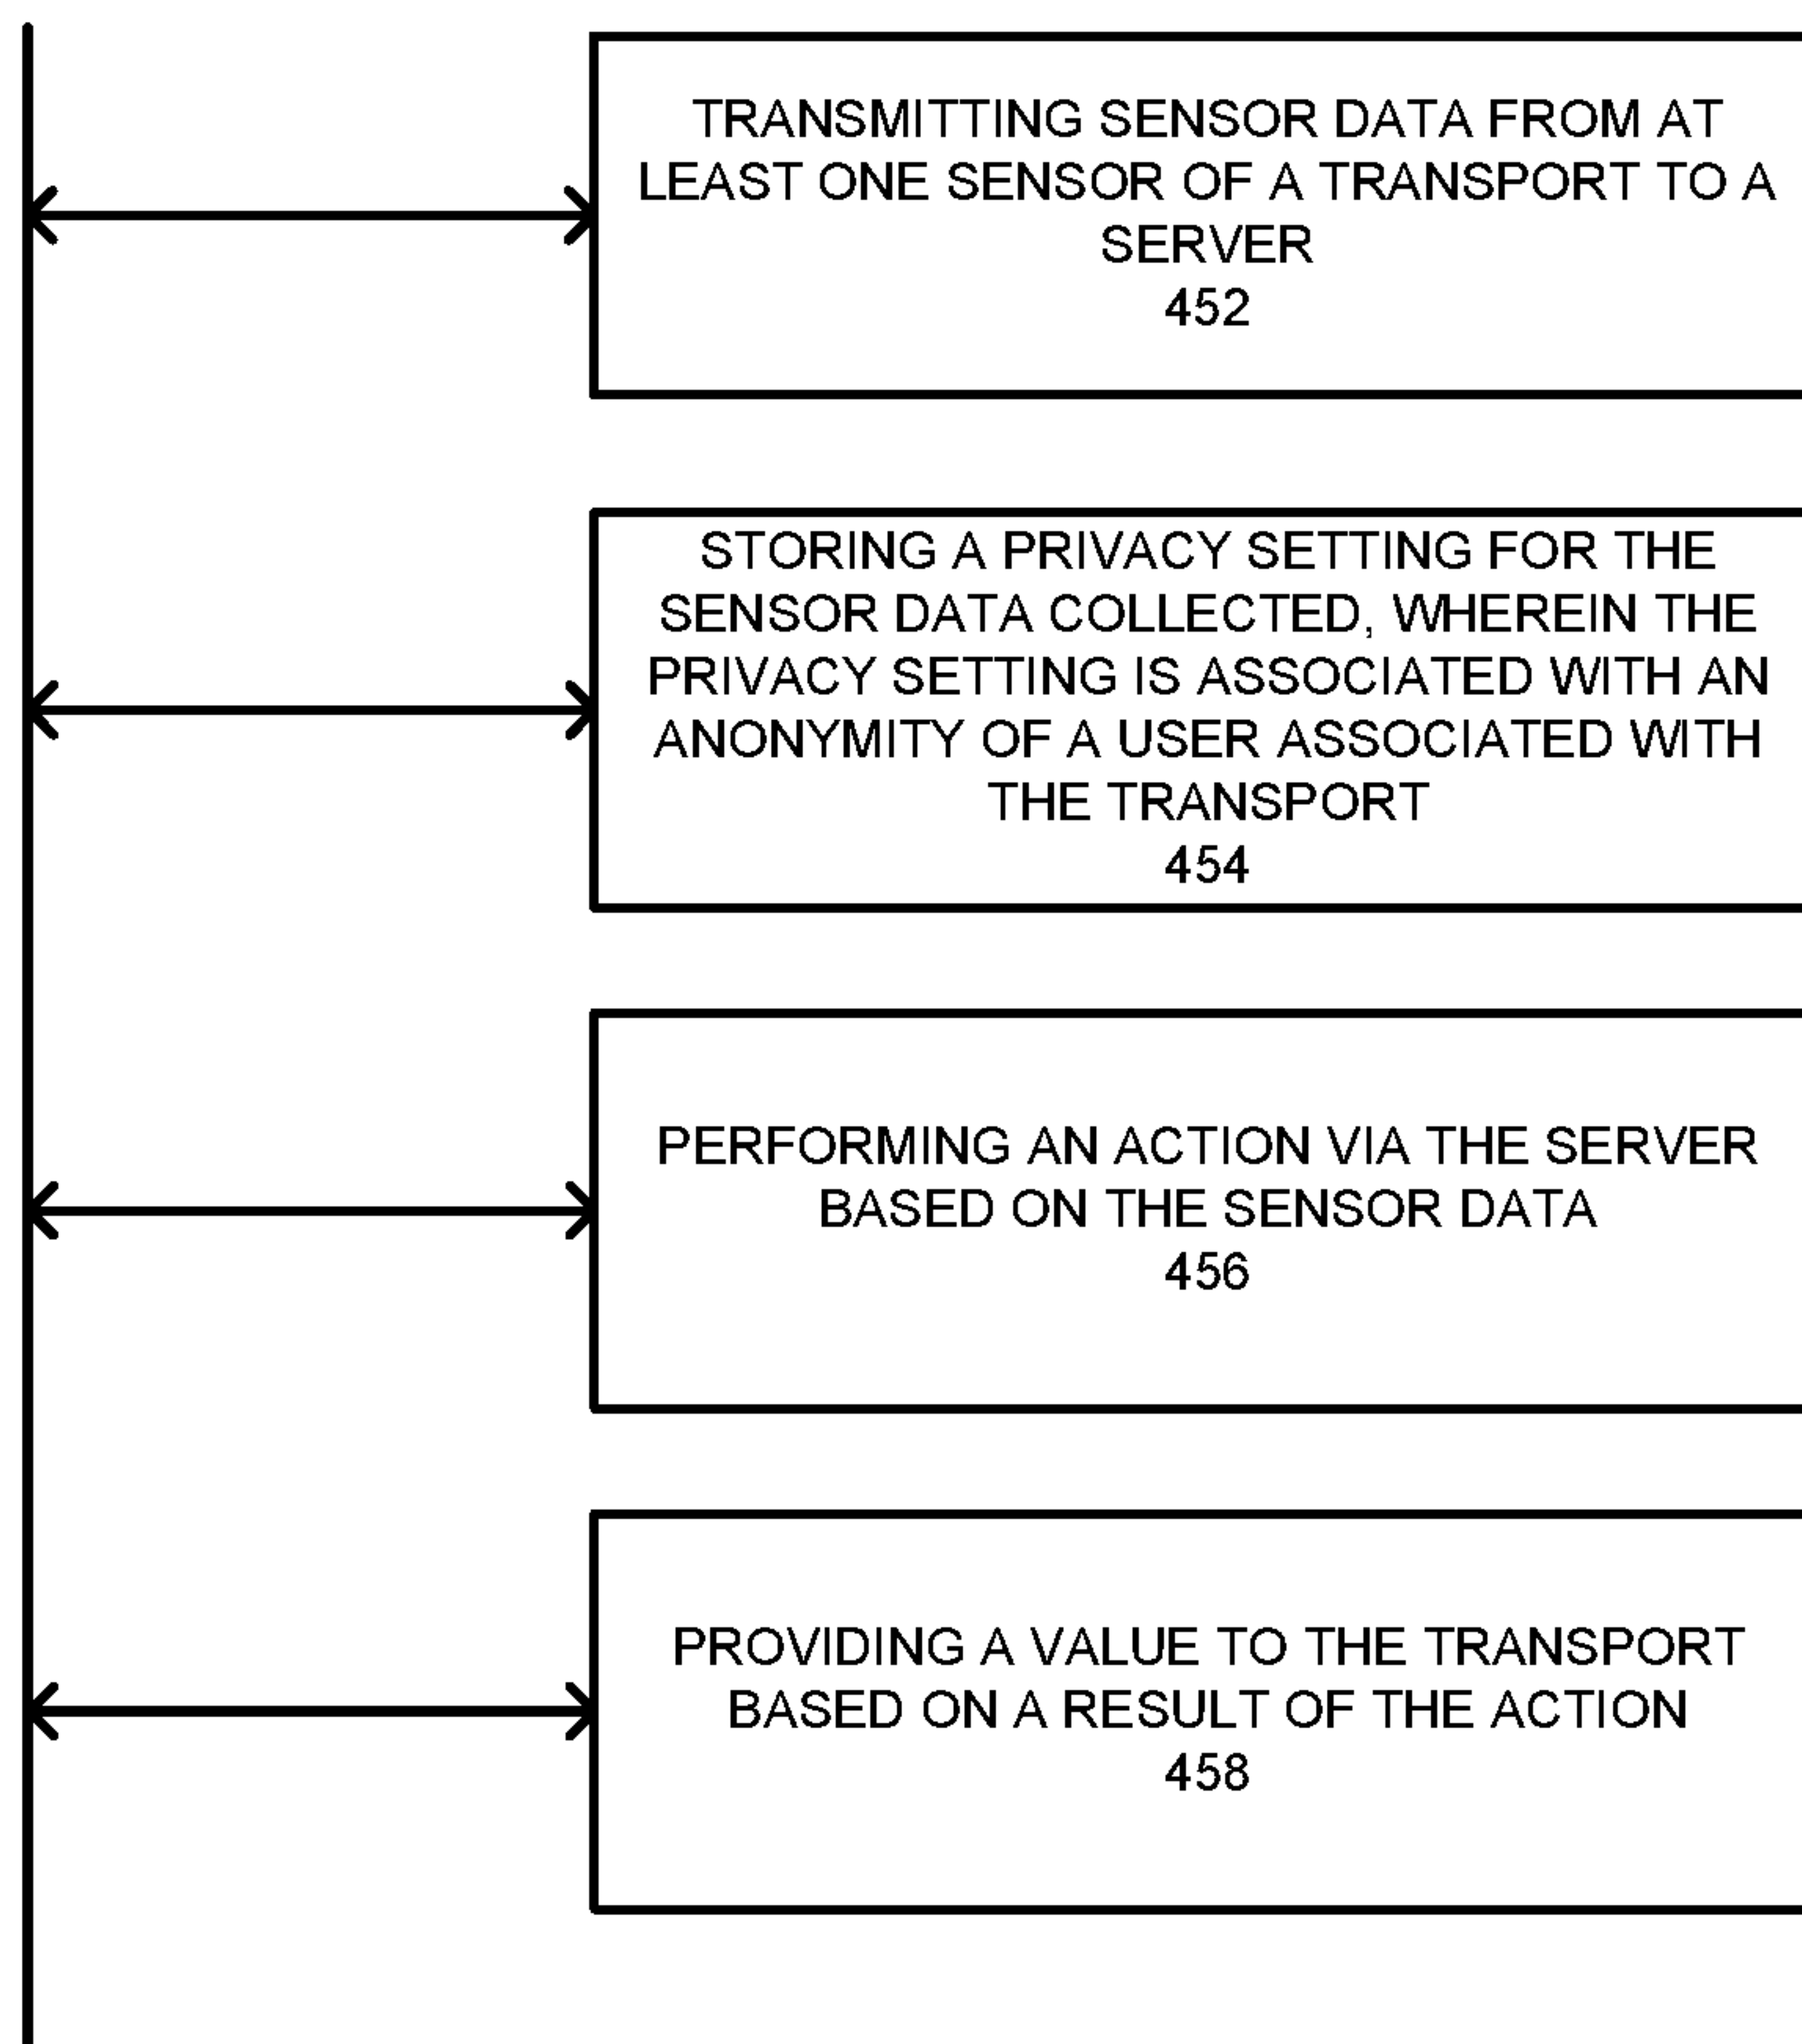 TRANSMITTING SENSOR DATA FROM AT
LEAST ONE SENSOR OF A TRANSPORT TO A
SERVER
452
STORING A PRIVACY SETTING FOR THE
SENSOR DATA COLLECTED, WHEREIN THE
PRIVACY SETTING IS ASSOCIATED WITH AN
ANONYMITY OF A USER ASSOCIATED WITH
THE TRANSPORT
454
PERFORMING AN ACTION VIA THE SERVER
BASED ON THE SENSOR DATA
456
PROVIDING A VALUE TO THE TRANSPORT
BASED ON A RESULT OF THE ACTION
458